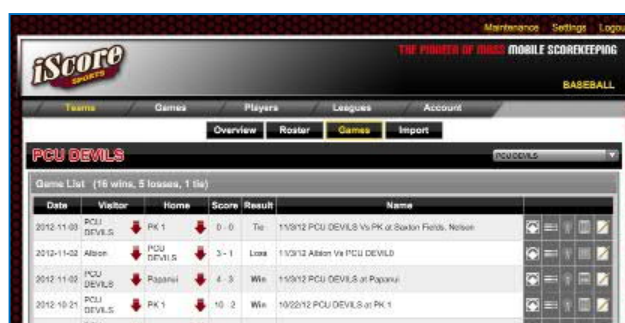 Maintenance Settings Logou
iScore
SPORTS
THE PIONEER OF MASS MOBILE SCOREKEEPING
BASEBALL
Teams Games Players Leagues Account
Overview Roster Games Import
PCU DEVILS
PCU DEVILS
Game List (16 wins, 5 losses, 1 tie)
Date Visitor Home Score Result Name
2012-11-03 PCU DEVILS PK 1 0 - 0 Tie 11/3/12 PCU DEVILS Vs PK at Saxton Fields, Nelson
2012-11-02 Albion PCU DEVILS 3 - 1 Loss 11/3/12 Albion Vs PCU DEVILS
2012-11-02 PCU DEVILS Papanui 4 - 3 Win 11/3/12 PCU DEVILS at Papanui
2012-10-21 PCU DEVILS PK 1 10 - 2 Win 10/22/12 PCU DEVILS at PK 1